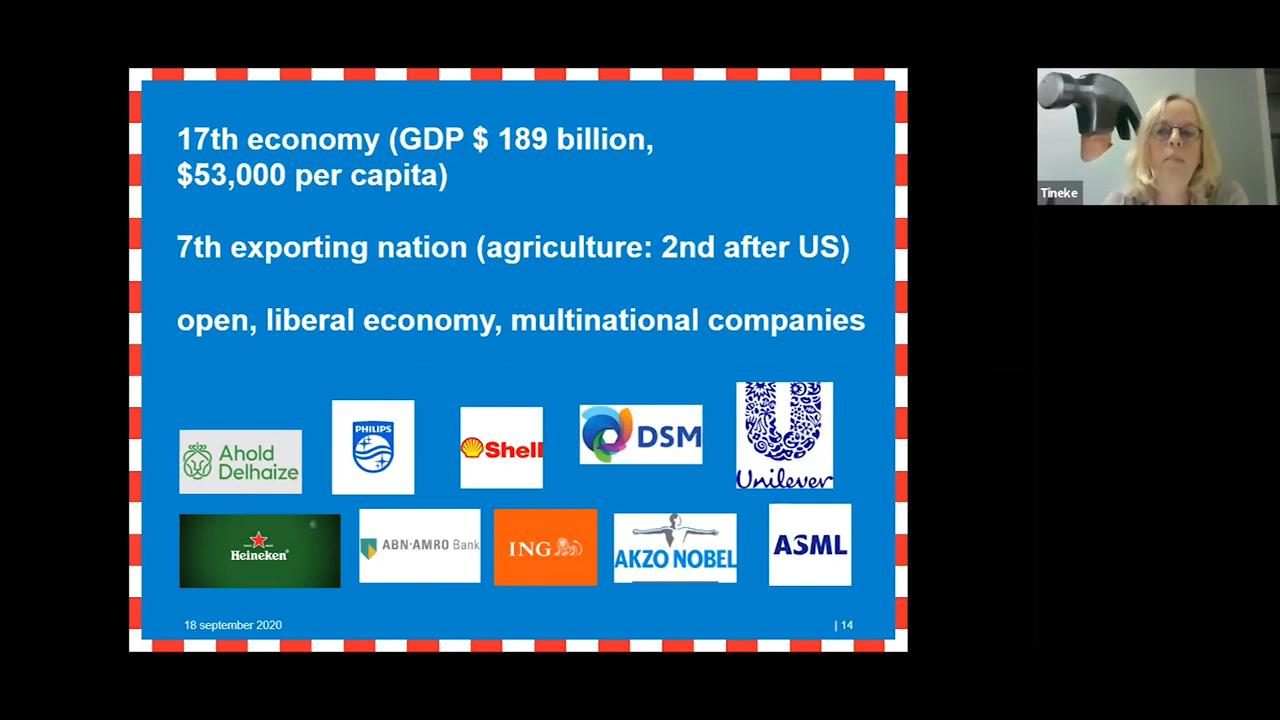 17th economy (GDP $ 189 billion,
$53,000 per capita)
7th exporting nation (agriculture: 2nd after US)
open, liberal economy, multinational companies
Ahold
Delhaize
PHILIPS
Shell
DSM
Unilever
Heineken
ABN·AMRO Bank
ING
AKZO NOBEL
ASML
18 september 2020
| 14
Tineke